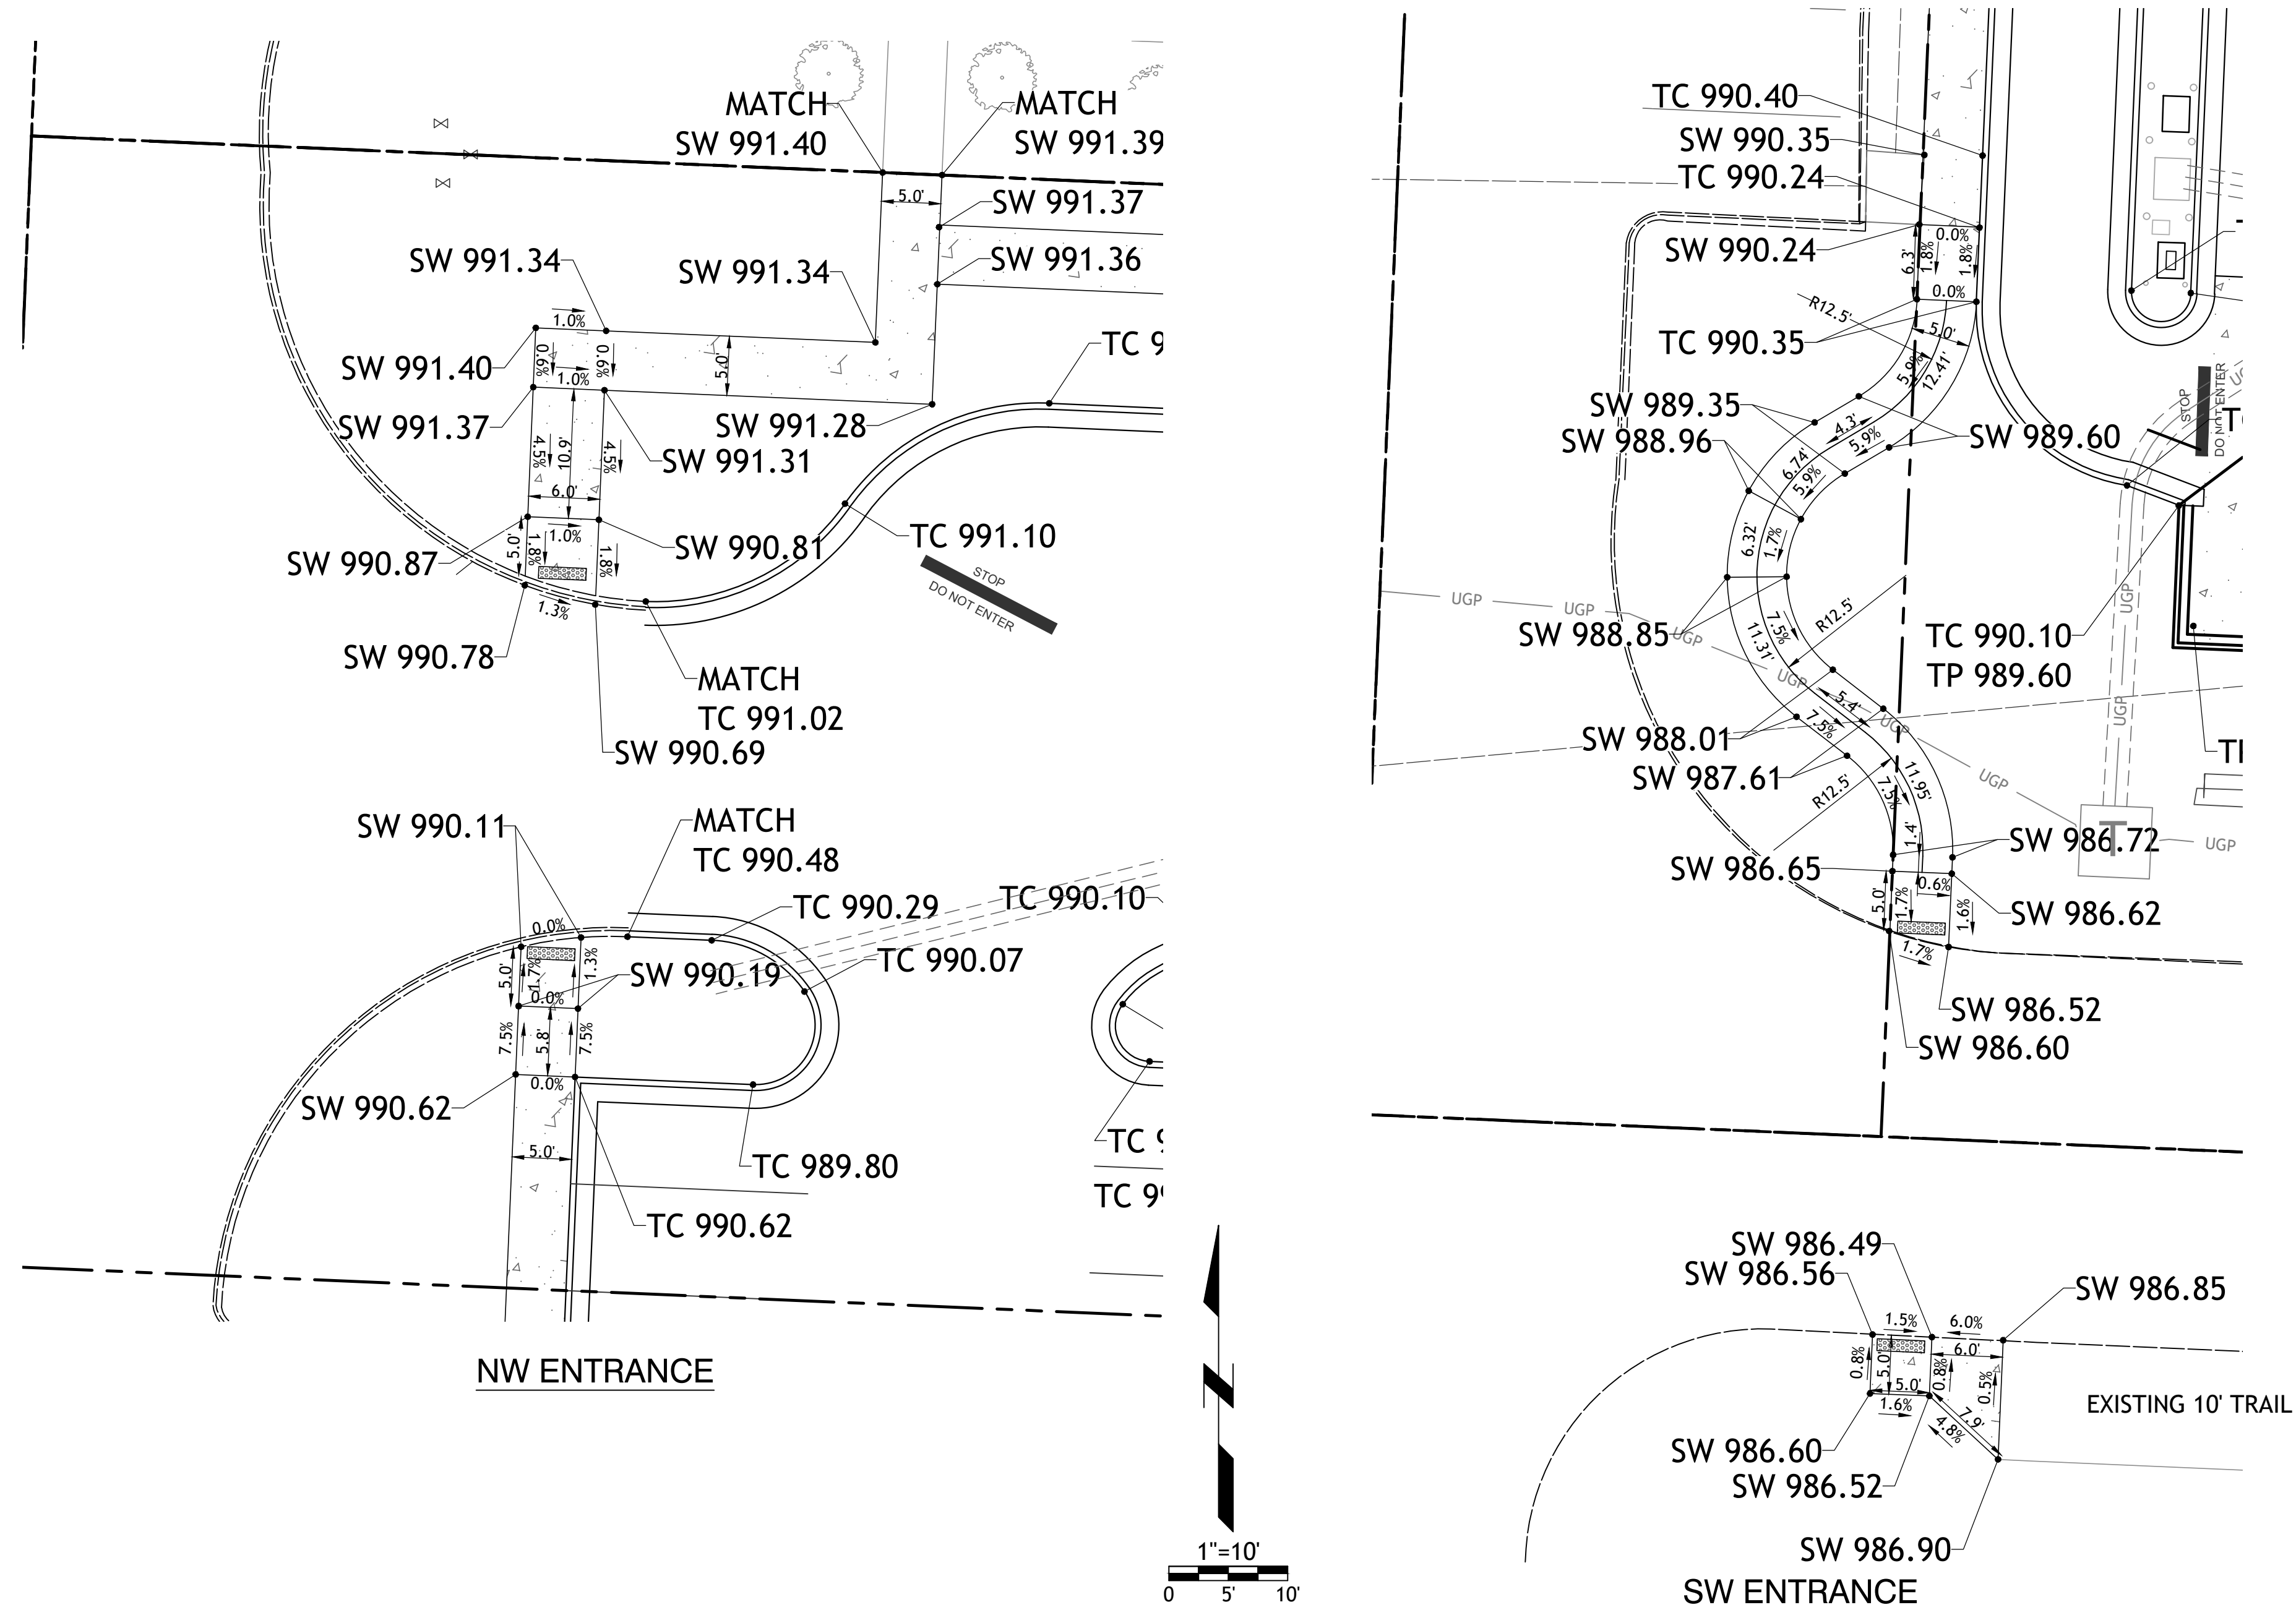 MATCH
SW 991.40
MATCH
SW 991.39
5.0'
SW 991.37
SW 991.34
SW 991.34
SW 991.36
1.0%
SW 991.40
0.6%
0.6%
5.0'
1.0%
SW 991.37
SW 991.28
4.5%
10.9'
4.5%
SW 991.31
6.0'
SW 990.87
5.0'
1.8%
1.0%
1.8%
SW 990.81
TC 991.10
STOP
DO NOT ENTER
1.3%
SW 990.78
MATCH
TC 991.02
SW 990.69
SW 990.11
MATCH
TC 990.48
0.0%
TC 990.29
TC 990.10
5.0'
1.7%
1.3%
SW 990.19
TC 990.07
0.0%
7.5%
5.8'
7.5%
0.0%
SW 990.62
5.0'
TC 989.80
TC 990.62
NW ENTRANCE
TC 990.40
SW 990.35
TC 990.24
SW 990.24
0.0%
6.3'
1.8%
1.8%
0.0%
R12.5'
5.0'
TC 990.35
5.9%
12.41'
STOP
DO NOT ENTER
SW 989.35
SW 988.96
4.3'
5.9%
SW 989.60
6.74'
5.9%
6.32'
1.7%
UGP
UGP
UGP
UGP
SW 988.85
7.5%
11.31'
R12.5'
TC 990.10
TP 989.60
UGP
UGP
5.4'
7.5%
UGP
SW 988.01
SW 987.61
R12.5'
7.5%
11.95'
UGP
1.4'
SW 986.72
T
UGP
SW 986.65
5.0'
1.7%
0.6%
1.6%
SW 986.62
1.7%
SW 986.52
SW 986.60
SW 986.49
SW 986.56
SW 986.85
1.5%
6.0%
0.8%
5.0'
0.8%
6.0'
0.5%
5.0'
1.6%
7.9'
4.8%
EXISTING 10' TRAIL
SW 986.60
SW 986.52
SW 986.90
SW ENTRANCE
1"=10'
0 5' 10'